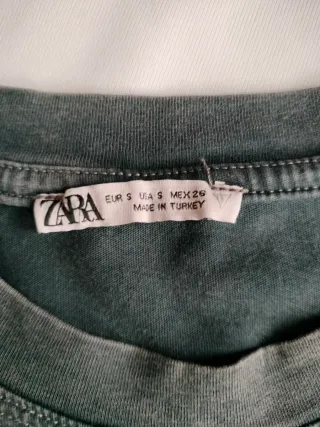 ZARA
EUR S USA S MEX 26
MADE IN TURKEY